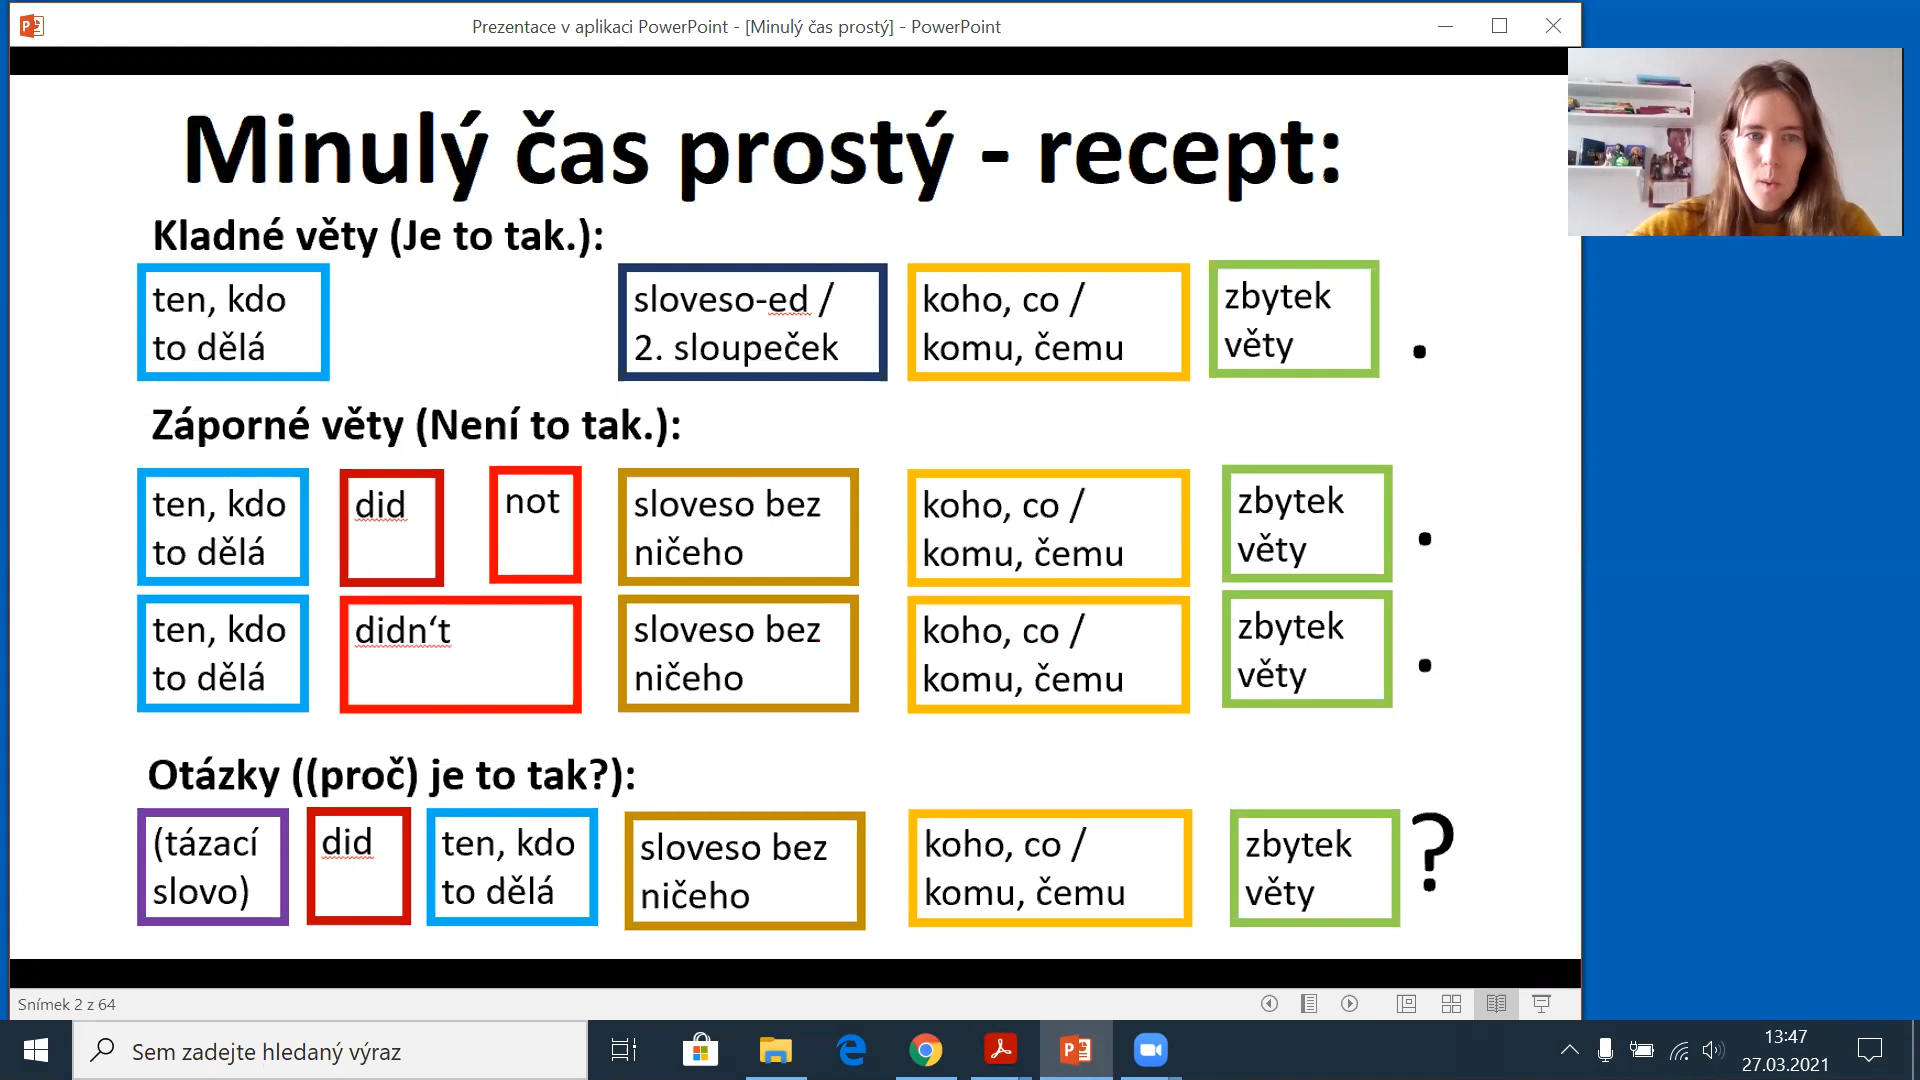 Prezentace v aplikaci PowerPoint - [Minulý čas prostý] - PowerPoint
Minulý čas prostý - recept:
Kladné věty (Je to tak.):
ten, kdo
to dělá
sloveso-ed /
2. sloupeček
koho, co /
komu, čemu
zbytek
věty
.
Záporné věty (Není to tak.):
ten, kdo
to dělá
did
not
sloveso bez
ničeho
koho, co /
komu, čemu
zbytek
věty
.
ten, kdo
to dělá
didn‘t
sloveso bez
ničeho
koho, co /
komu, čemu
zbytek
věty
.
Otázky ((proč) je to tak?):
(tázací
slovo)
did
ten, kdo
to dělá
sloveso bez
ničeho
koho, co /
komu, čemu
zbytek
věty
?
Snímek 2 z 64
Sem zadejte hledaný výraz
13:47
27.03.2021